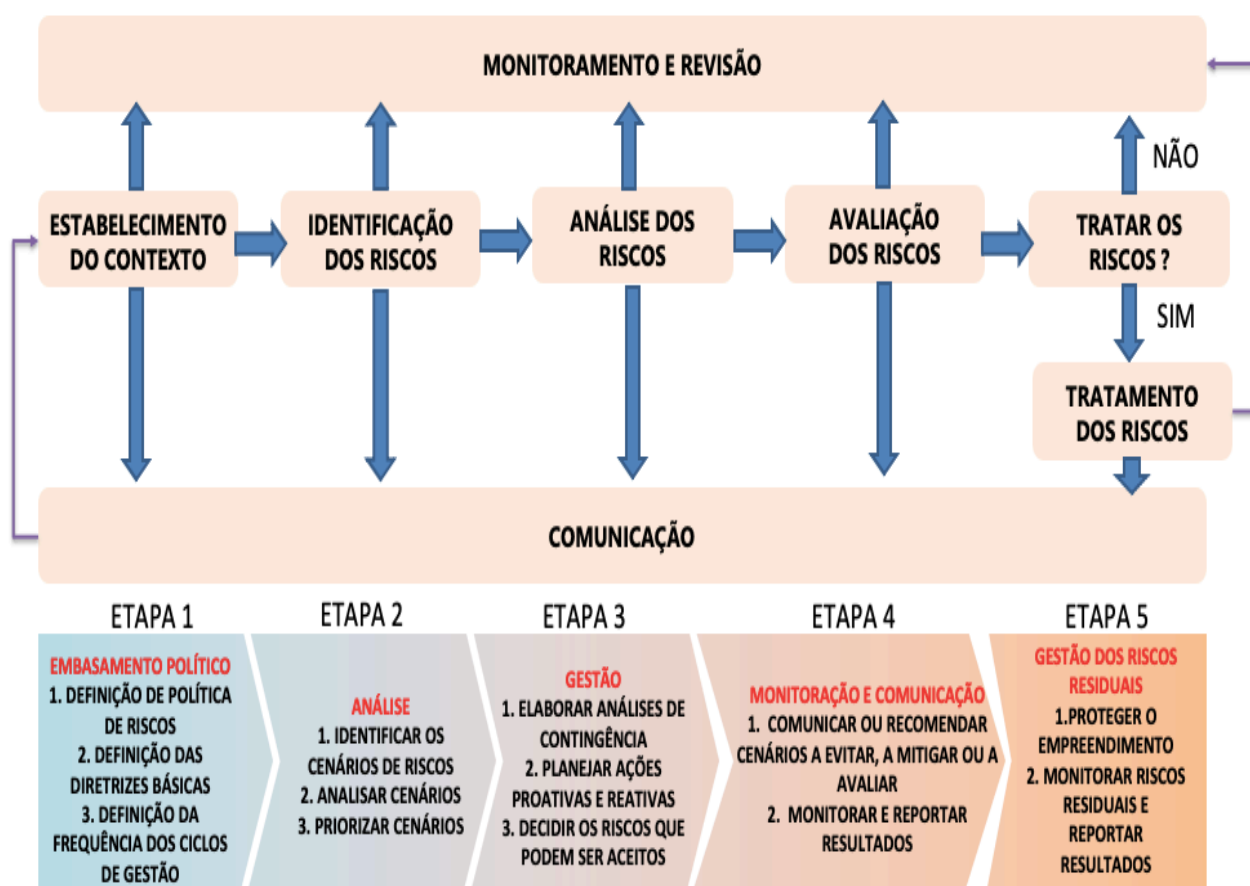 MONITORAMENTO E REVISÃO
NÃO
ESTABELECIMENTO
DO CONTEXTO
IDENTIFICAÇÃO
DOS RISCOS
ANÁLISE DOS
RISCOS
AVALIAÇÃO
DOS RISCOS
TRATAR OS
RISCOS ?
SIM
TRATAMENTO
DOS RISCOS
COMUNICAÇÃO
ETAPA 1
EMBASAMENTO POLÍTICO
1. DEFINIÇÃO DE POLÍTICA
DE RISCOS
2. DEFINIÇÃO DAS
DIRETRIZES BÁSICAS
3. DEFINIÇÃO DA
FREQUÊNCIA DOS CICLOS
DE GESTÃO
ETAPA 2
ANÁLISE
1. IDENTIFICAR OS
CENÁRIOS DE RISCOS
2. ANALISAR CENÁRIOS
3. PRIORIZAR CENÁRIOS
ETAPA 3
GESTÃO
1. ELABORAR ANÁLISES DE
CONTINGÊNCIA
2. PLANEJAR AÇÕES
PROATIVAS E REATIVAS
3. DECIDIR OS RISCOS QUE
PODEM SER ACEITOS
ETAPA 4
MONITORAÇÃO E COMUNICAÇÃO
1. COMUNICAR OU RECOMENDAR
CENÁRIOS A EVITAR, A MITIGAR OU A
AVALIAR
2. MONITORAR E REPORTAR
RESULTADOS
ETAPA 5
GESTÃO DOS RISCOS
RESIDUAIS
1.PROTEGER O
EMPREENDIMENTO
2. MONITORAR RISCOS
RESIDUAIS E
REPORTAR
RESULTADOS